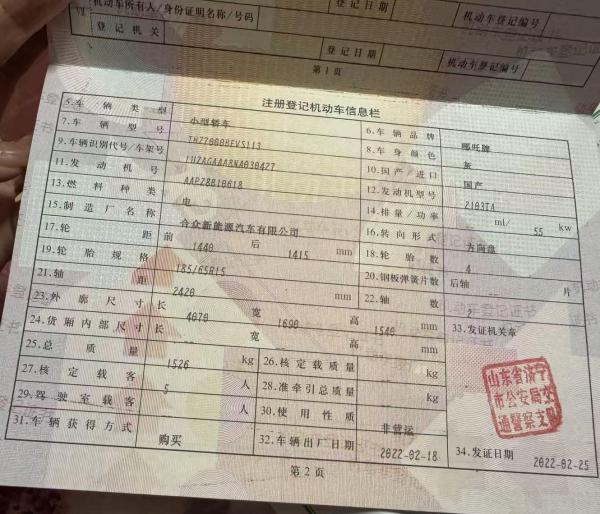 机动车所有人/身份证明名称/号码
登记机关
登记日期
机动车登记编号
登记日期
机动车登记编号
第1页
注册登记机动车信息栏
5.车辆类型 小型轿车 6.车辆品牌 哪吒牌
7.车辆型号 THZ7000BEVS113 8.车身颜色 灰
9.车辆识别代号/车架号 10.国产/进口 国产
11.发动机号 AAPZ8B10618 12.发动机型号 Z103TA
13.燃料种类 电 14.排量/功率 ml/ 55 kw
15.制造厂名称 合众新能源汽车有限公司 16.转向形式 方向盘
17.轮距 前 1440 后 1415 mm 18.轮胎数 4
19.轮胎规格 185/65R15 20.钢板弹簧片数 后轴 -- 片
21.轴距 2420 mm 22.轴数
23.外廓尺寸 长 4070 宽 1690 高 1540 mm 33.发证机关章
24.货厢内部尺寸 长 -- 宽 -- 高 -- mm
25.总质量 1526 kg 26.核定载质量 kg
27.核定载客 5 人 28.准牵引总质量 -- kg
29.驾驶室载客 -- 人 30.使用性质 非营运
31.车辆获得方式 购买 32.车辆出厂日期 2022-02-18 34.发证日期 2022-02-25
山东省济宁
市公安局交
通警察支队
第2页